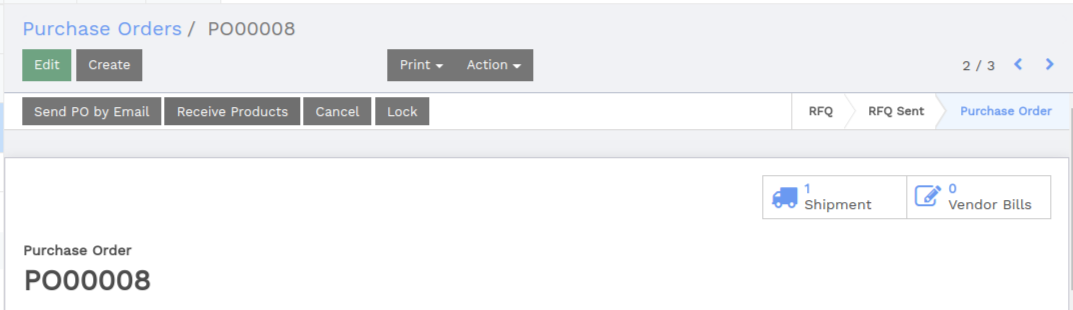 Purchase Orders / PO00008
Edit Create Print Action 2 / 3
Send PO by Email Receive Products Cancel Lock RFQ RFQ Sent Purchase Order
1 Shipment 0 Vendor Bills
Purchase Order
PO00008